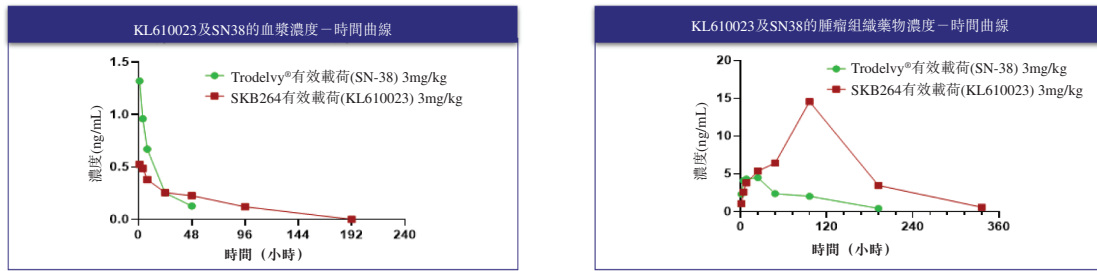 KL610023及SN38的血漿濃度－時間曲線
1.5
1.0
0.5
0.0
濃度(ng/mL)
Trodelvy®有效載荷(SN-38) 3mg/kg
SKB264有效載荷(KL610023) 3mg/kg
0 48 96 144 192 240
時間（小時）
KL610023及SN38的腫瘤組織藥物濃度－時間曲線
20
15
10
5
0
濃度(ng/mL)
Trodelvy®有效載荷(SN-38) 3mg/kg
SKB264有效載荷(KL610023) 3mg/kg
0 120 240 360
時間（小時）